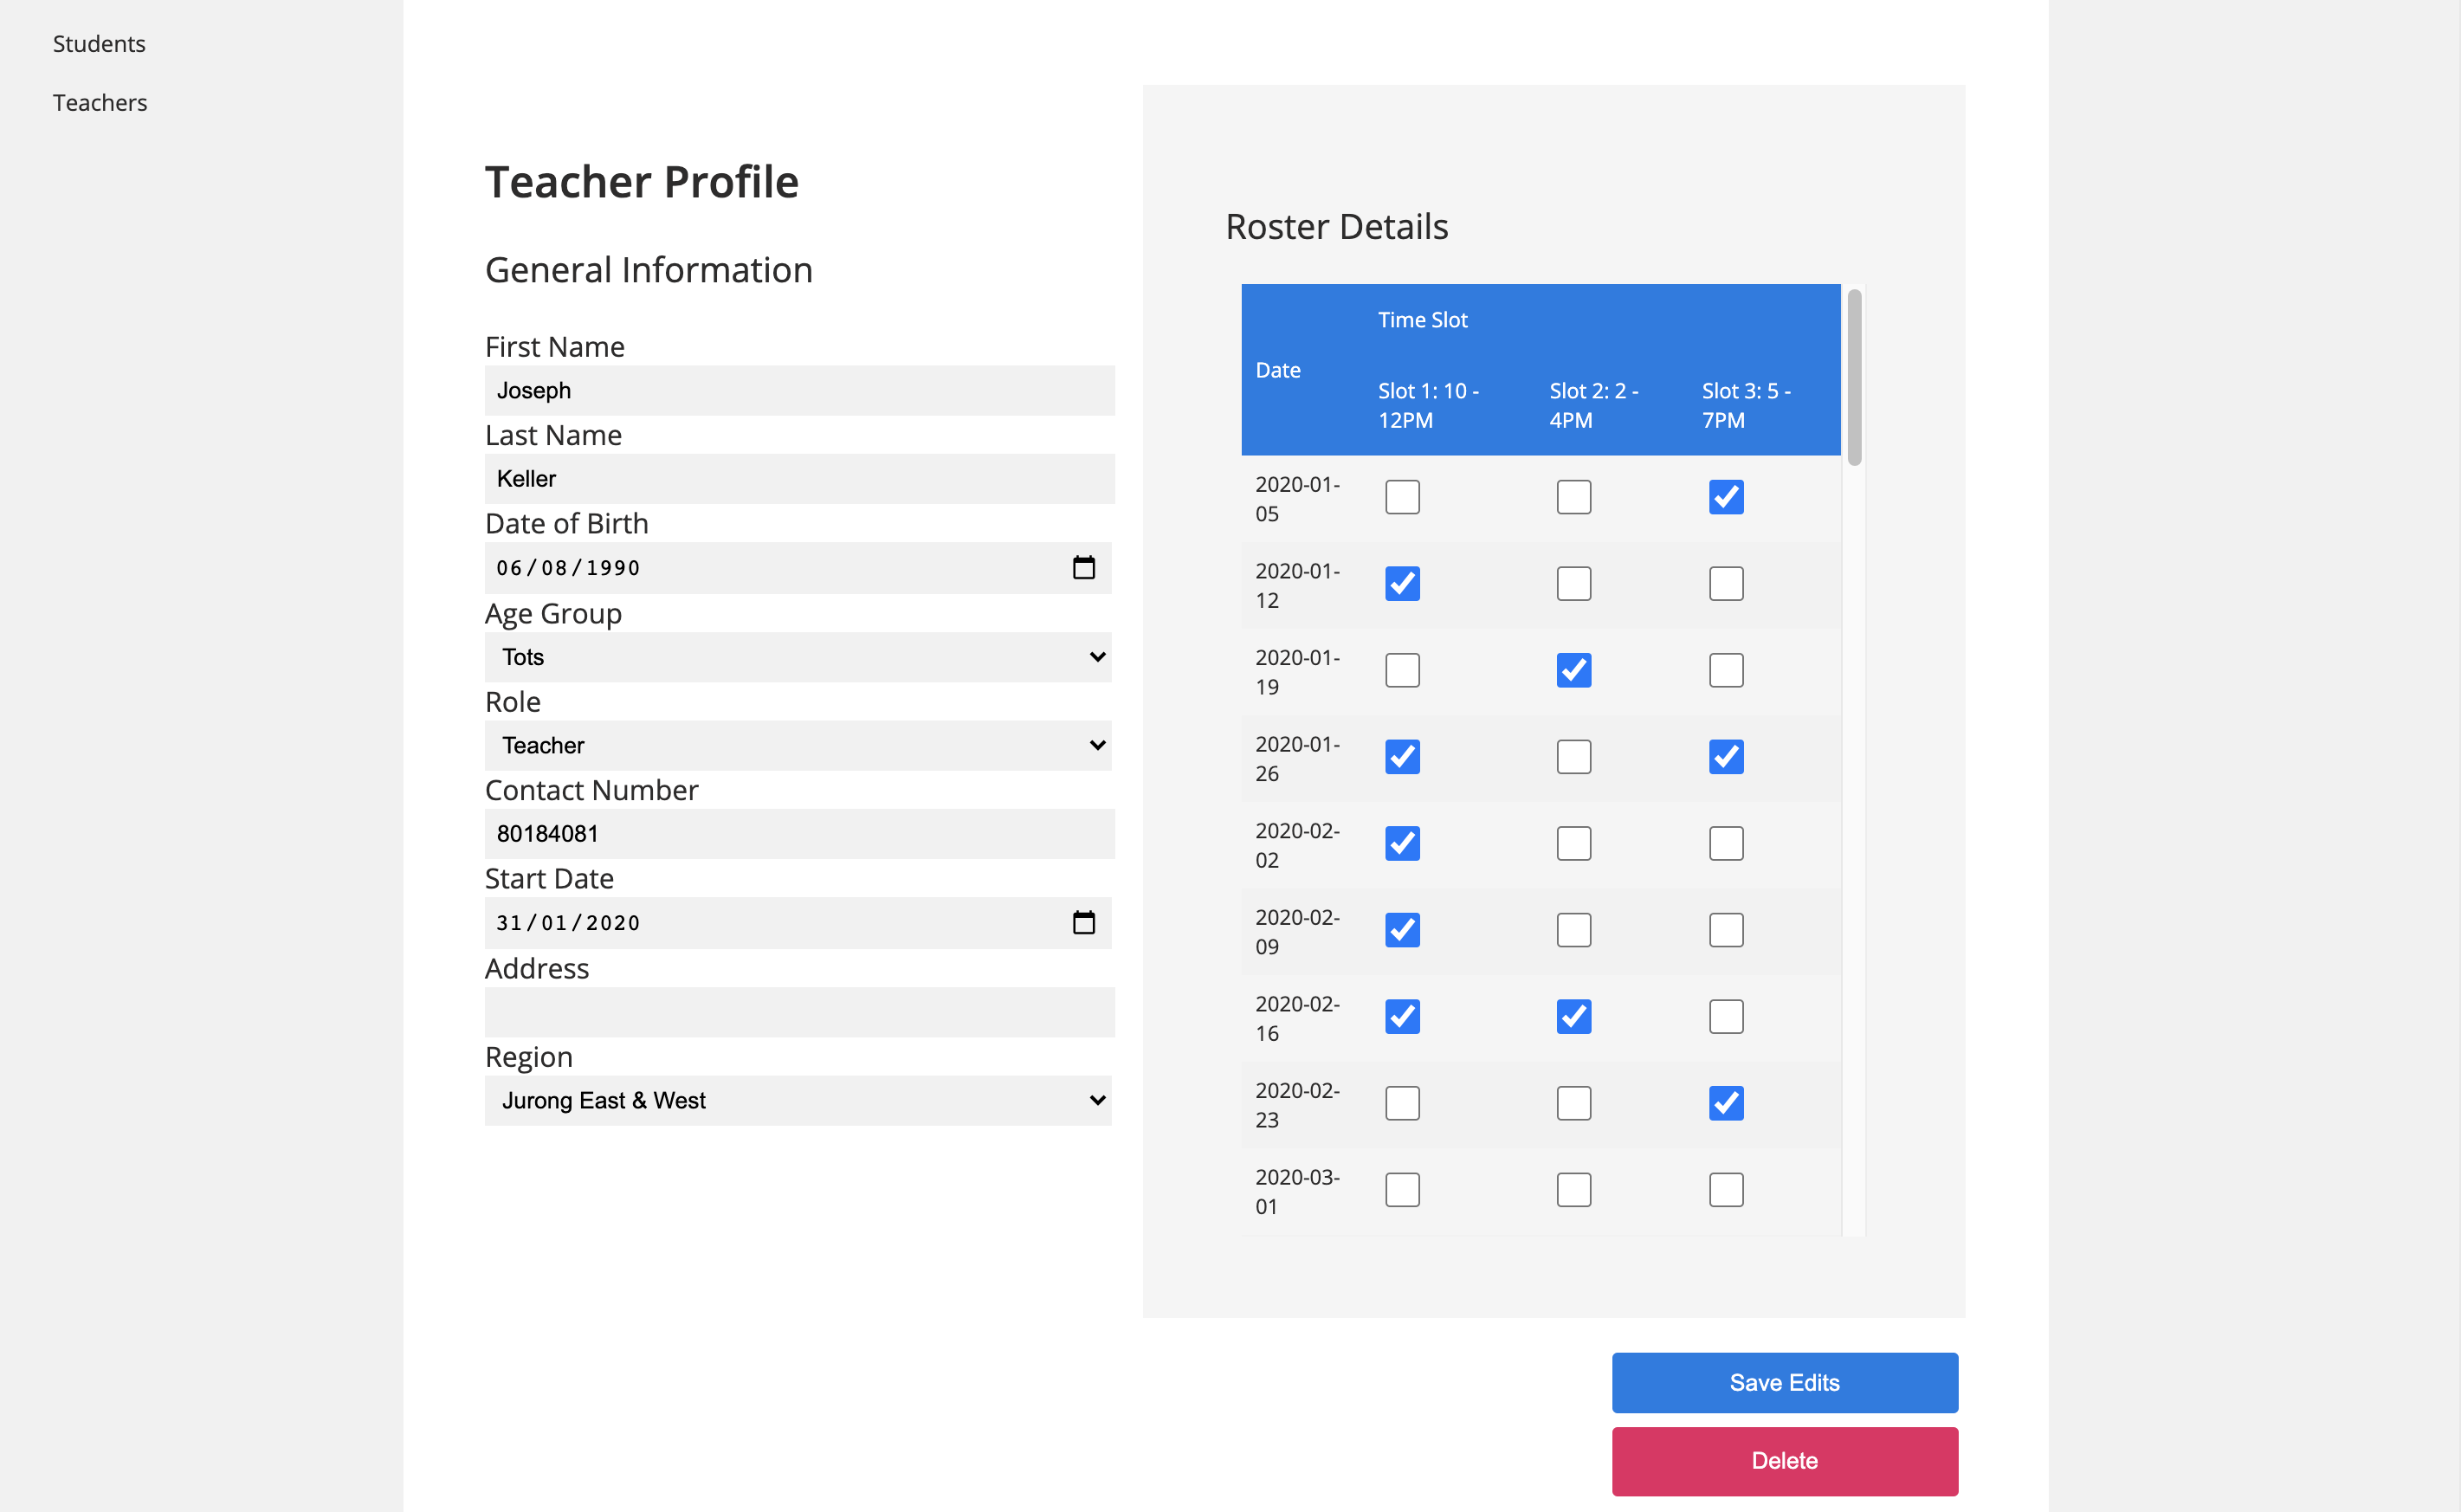 Students
Teachers
Teacher Profile
General Information
First Name
Joseph
Last Name
Keller
Date of Birth
06/08/1990
Age Group
Tots
Role
Teacher
Contact Number
80184081
Start Date
31/01/2020
Address
Region
Jurong East & West
Roster Details
Time Slot
Date
Slot 1: 10 -
12PM
Slot 2: 2 -
4PM
Slot 3: 5 -
7PM
2020-01-
05
2020-01-
12
2020-01-
19
2020-01-
26
2020-02-
02
2020-02-
09
2020-02-
16
2020-02-
23
2020-03-
01
Save Edits
Delete